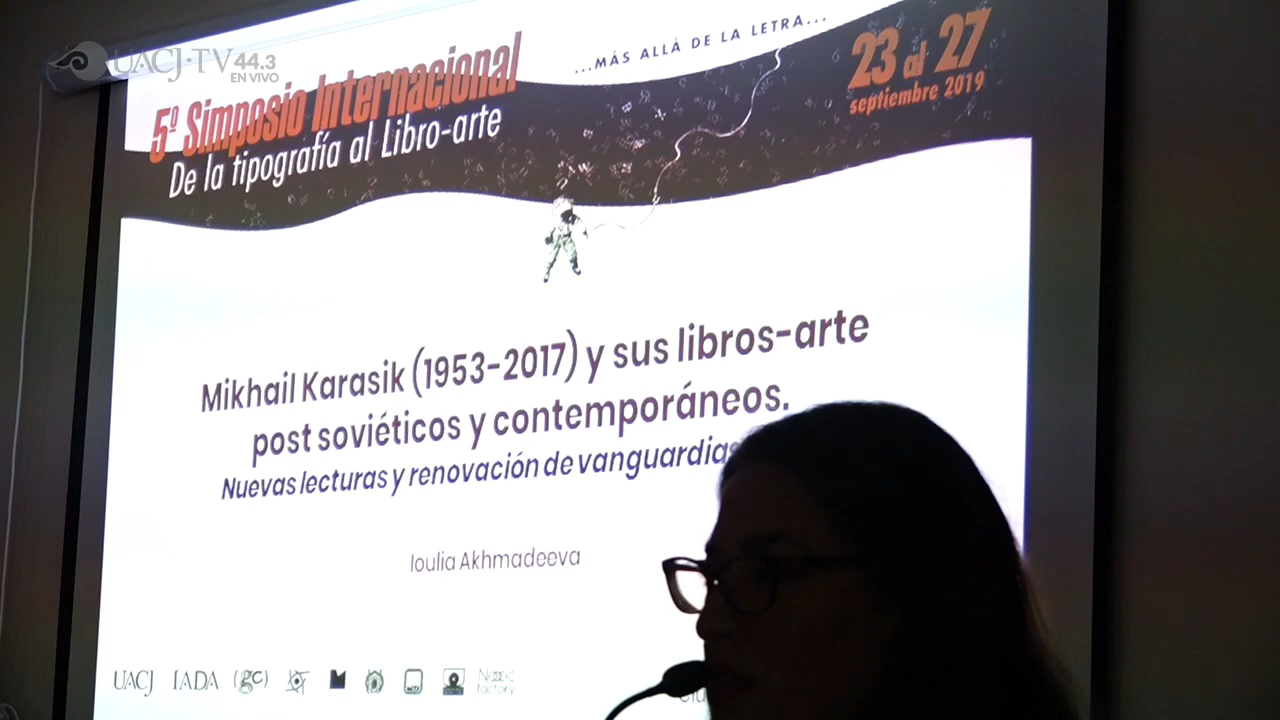 UACJ-TV 44.3
EN VIVO
...MÁS ALLÁ DE LA LETRA...
23 al 27
septiembre 2019
5º Simposio Internacional
De la tipografía al Libro-arte
Mikhail Karasik (1953-2017) y sus libros-arte
post soviéticos y contemporáneos.
Nuevas lecturas y renovación de vanguardias
Ioulia Akhmadeeva
UACJ IADA (gc)
factory